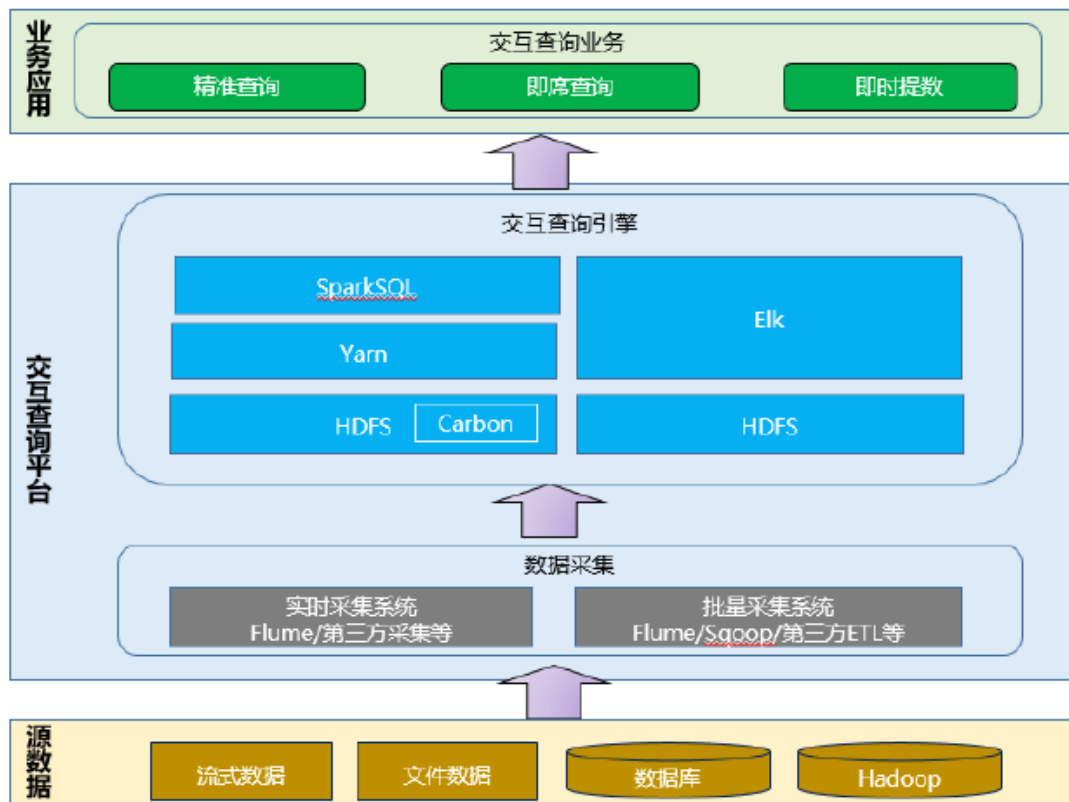 业务应用
交互查询业务
精准查询
即席查询
即时提数
交互查询平台
交互查询引擎
SparkSQL
Elk
Yarn
HDFS
Carbon
HDFS
数据采集
实时采集系统
Flume/第三方采集等
批量采集系统
Flume/Sqoop/第三方ETL等
源数据
流式数据
文件数据
数据库
Hadoop